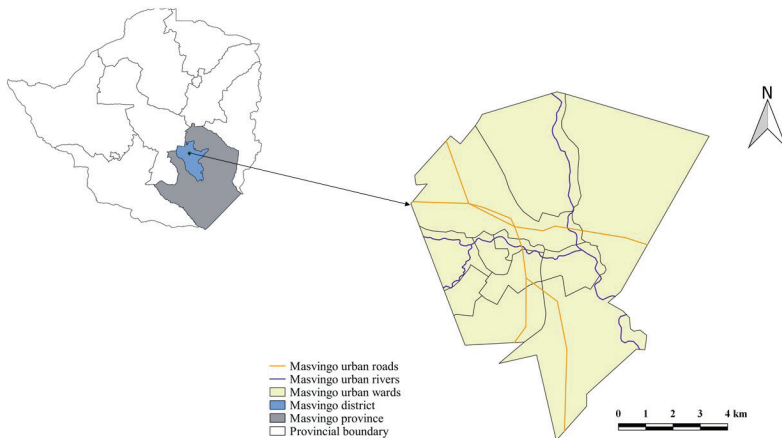 N
Masvingo urban roads
Masvingo urban rivers
Masvingo urban wards
Masvingo district
Masvingo province
Provincial boundary
0 1 2 3 4 km